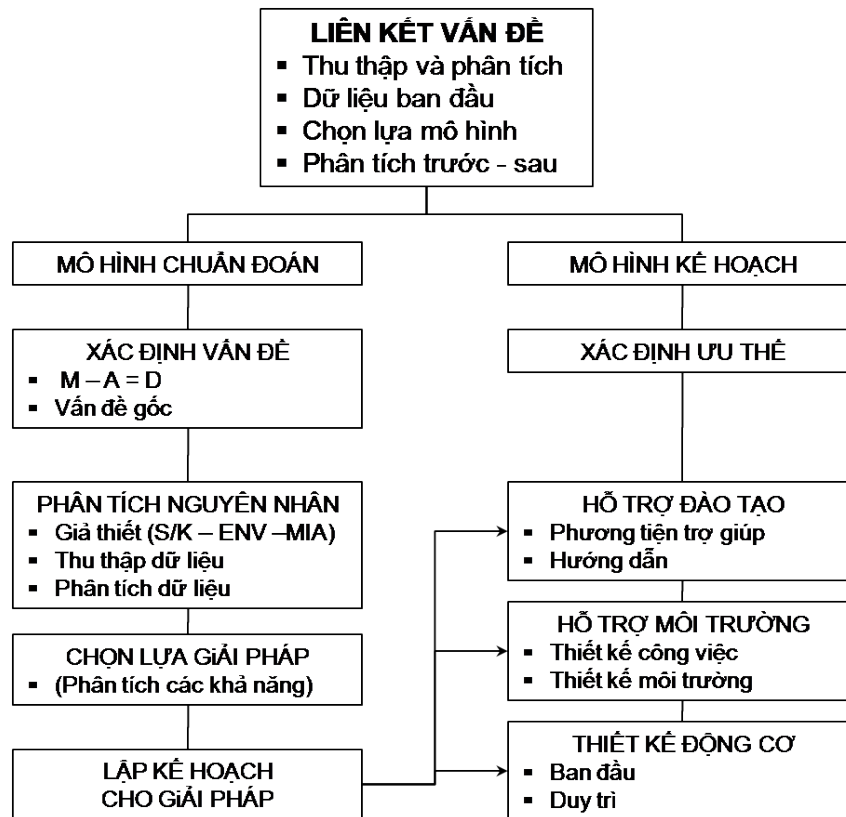 LIÊN KẾT VẤN ĐỀ
▪ Thu thập và phân tích
▪ Dữ liệu ban đầu
▪ Chọn lựa mô hình
▪ Phân tích trước - sau
MÔ HÌNH CHUẨN ĐOÁN
XÁC ĐỊNH VẤN ĐỀ
▪ M – A = D
▪ Vấn đề gốc
PHÂN TÍCH NGUYÊN NHÂN
▪ Giả thiết (S/K – ENV –MIA)
▪ Thu thập dữ liệu
▪ Phân tích dữ liệu
CHỌN LỰA GiẢI PHÁP
▪ (Phân tích các khả năng)
LẬP KẾ HOẠCH
CHO GiẢI PHÁP
MÔ HÌNH KẾ HOẠCH
XÁC ĐỊNH ƯU THẾ
HỖ TRỢ ĐÀO TẠO
▪ Phương tiện trợ giúp
▪ Hướng dẫn
HỖ TRỢ MÔI TRƯỜNG
▪ Thiết kế công việc
▪ Thiết kế môi trường
THIẾT KẾ ĐỘNG CƠ
▪ Ban đầu
▪ Duy trì